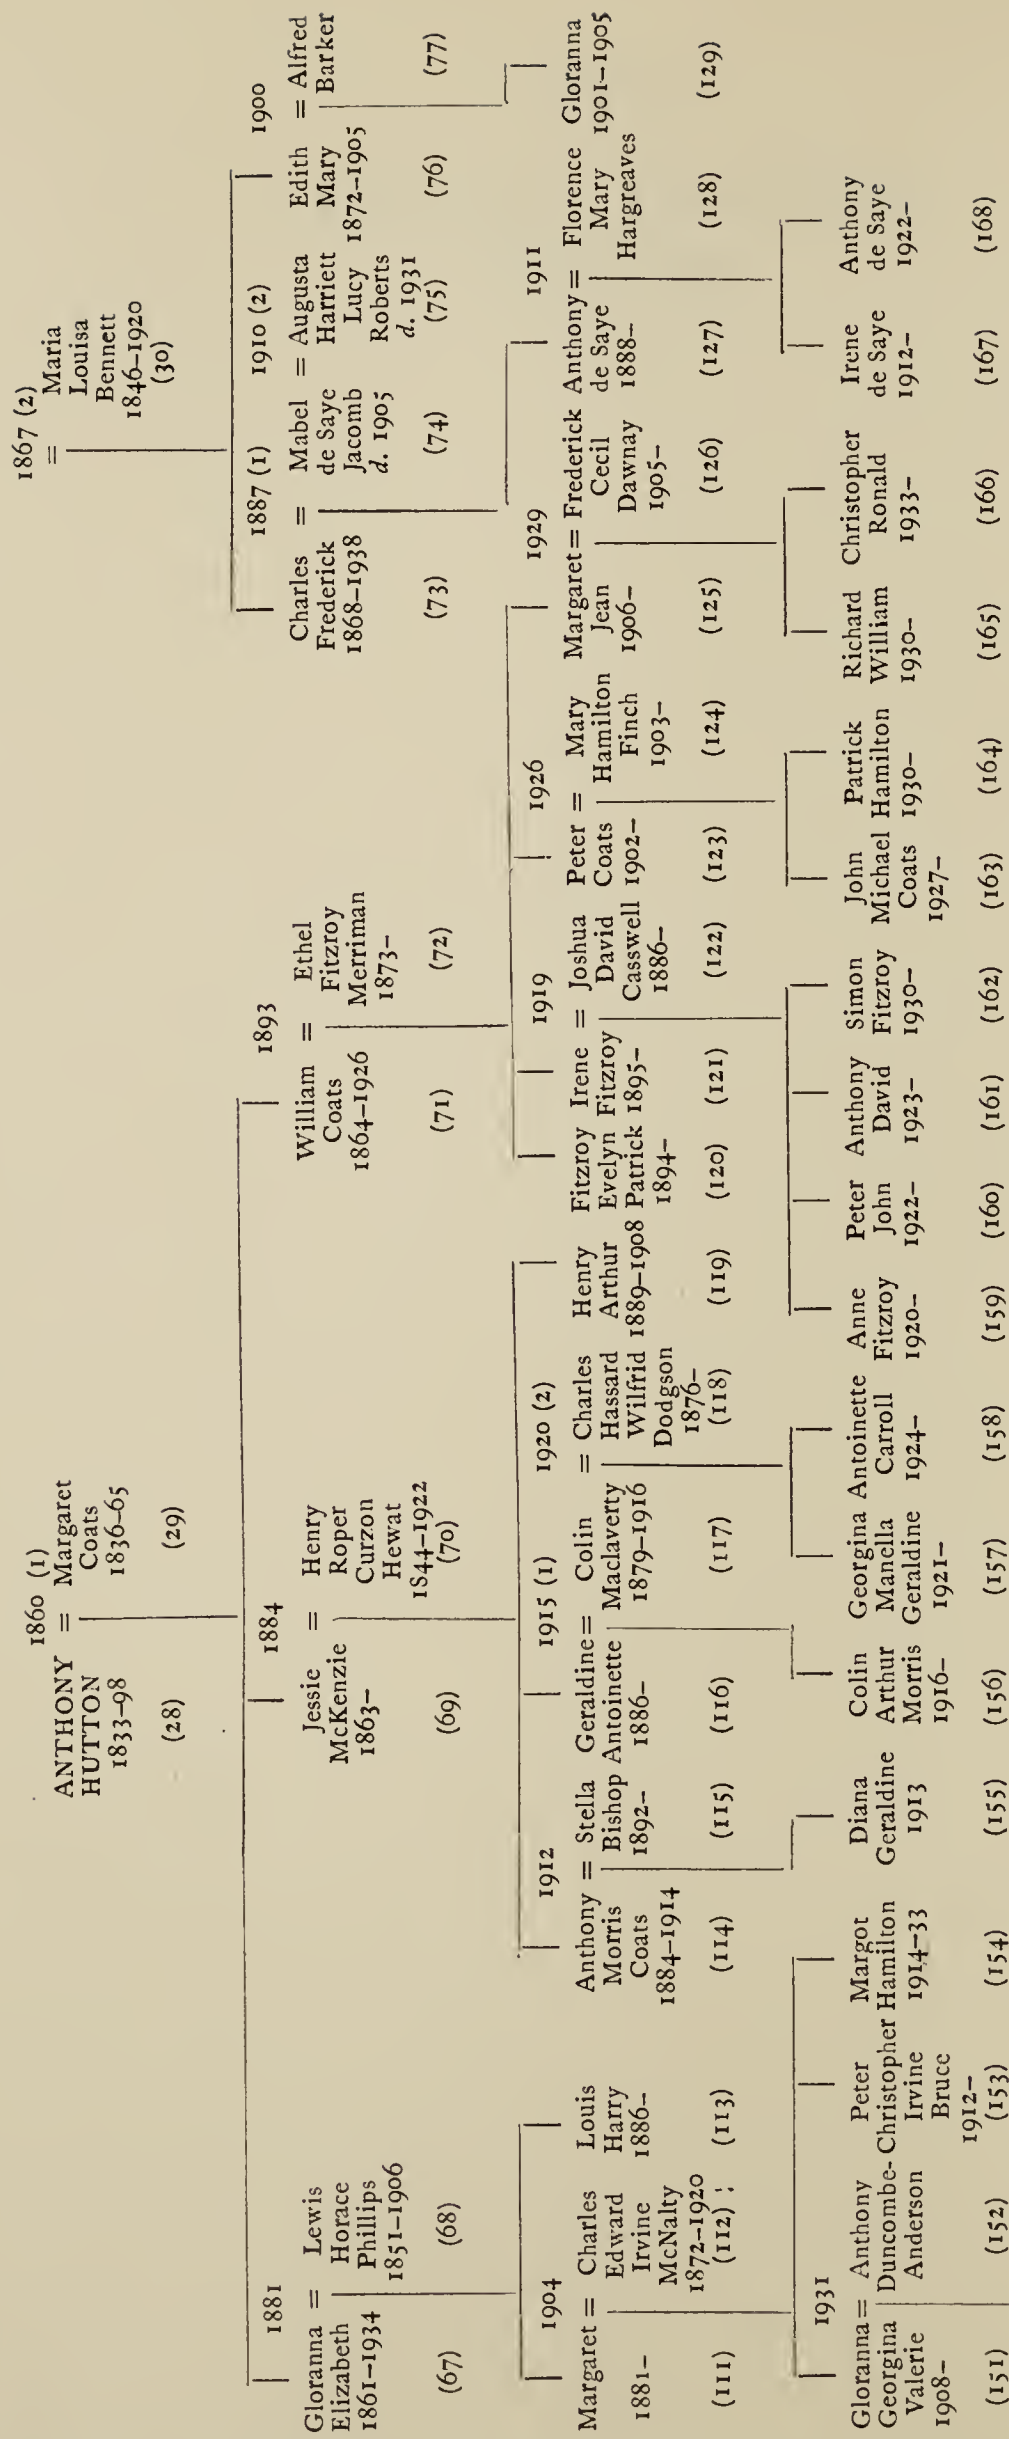 1860 (1)
1867 (2)
ANTHONY = Margaret
=
Maria
HUTTON
Coats
Louisa
1833–98
1836–65
Bennett
1846–1920
(28)
(29)
(30)
1881
1884
1893
1887 (1)
1910 (2)
1900
Gloranna = Lewis
Elizabeth
Horace
1861–1934
Phillips
1851–1906
(67)
(68)
Jessie
=
Henry
McKenzie
Roper
1863–
Curzon
Hewat
1844–1922
(69)
(70)
William
=
Ethel
Coats
Fitzroy
1864–1926
Merriman
1873–
(71)
(72)
Charles
=
Mabel
= Augusta
Frederick
de Saye
Harriett
1868–1938
Jacomb
Lucy
d. 1905
Roberts
d. 1931
(73)
(74)
(75)
Edith
= Alfred
Mary
Barker
1872–1905
(76)
(77)
1904
1912
1915 (1)
1920 (2)
1919
1926
1929
1911
Margaret = Charles
Edward
1881–
Irvine
McNalty
1872–1920
(111)
(112) :
Louis
Harry
1886–
(113)
Anthony = Stella
Morris
Bishop
Coats
1892–
1884–1914
(114)
(115)
Geraldine = Colin
= Charles
Antoinette
Maclaverty
Hassard
1886–
1879–1916
Wilfrid
Dodgson
1876–
(116)
(117)
(118)
Henry
Arthur
1889–1908
(119)
Fitzroy
Evelyn
Patrick
1894–
(120)
Irene
= Joshua
Fitzroy
David
1895–
Casswell
1886–
(121)
(122)
Peter =
Mary
Coats
Hamilton
1902–
Finch
1903–
(123)
(124)
Margaret = Frederick
Jean
Cecil
1906–
Dawnay
1905–
(125)
(126)
Anthony = Florence
de Saye
Mary
1888–
Hargreaves
(127)
(128)
Gloranna
1901–1905
(129)
1931
Gloranna = Anthony
Georgina
Duncombe-
Valerie
Anderson
1908–
(151)
(152)
Peter
Christopher
Irvine
Bruce
1912–
(153)
Margot
Hamilton
1914–33
(154)
Diana
Geraldine
1913
(155)
Colin
Arthur
Morris
1916–
(156)
Georgina
Manella
Geraldine
1921–
(157)
Antoinette
Carroll
1924–
(158)
Anne
Fitzroy
1920–
(159)
Peter
John
1922–
(160)
Anthony
David
1923–
(161)
Simon
Fitzroy
1930–
(162)
John
Michael
Coats
1927–
(163)
Patrick
Hamilton
1930–
(164)
Richard
William
1930–
(165)
Christopher
Ronald
1933–
(166)
Irene
de Saye
1912–
(167)
Anthony
de Saye
1922–
(168)